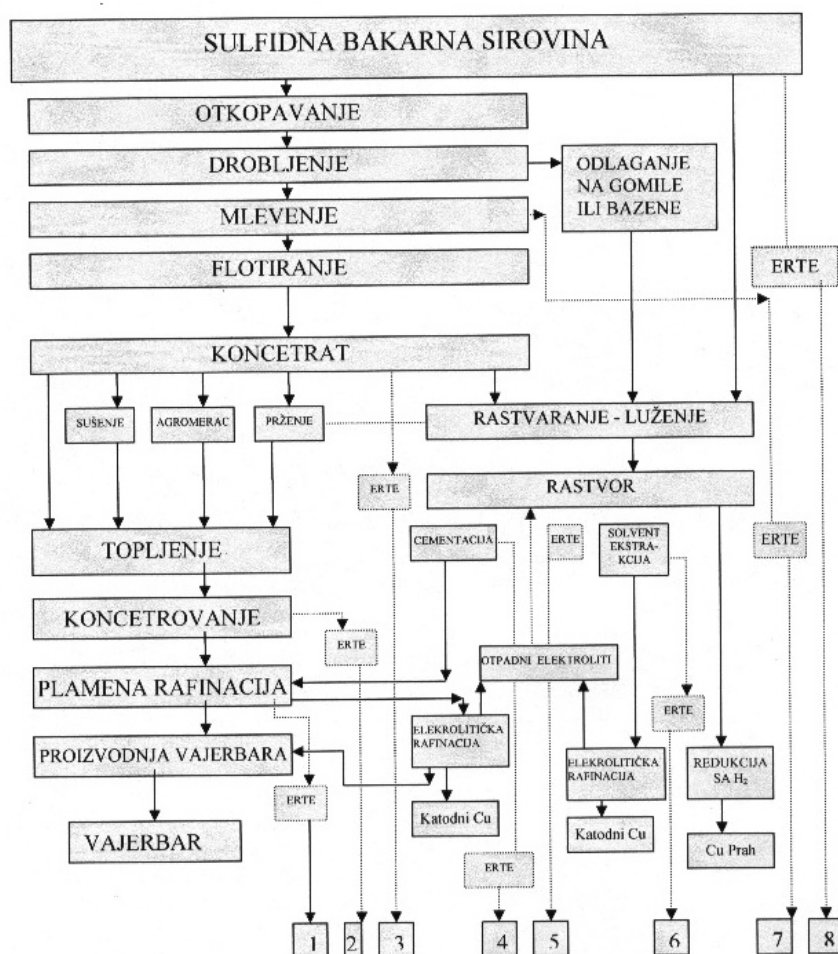 SULFIDNA BAKARNA SIROVINA
OTKOPAVANJE
DROBLJENJE
ODLAGANJE
NA GOMILE
ILI BAZENE
MLEVENJE
FLOTIRANJE
ERTE
KONCETRAT
SUŠENJE
AGROMERAC
PRŽENJE
RASTVARANJE - LUŽENJE
ERTE
RASTVOR
TOPLJENJE
CEMENTACIJA
ERTE
SOLVENT
EKSTRA-
KCIJA
ERTE
KONCETROVANJE
ERTE
OTPADNI ELEKTROLITI
PLAMENA RAFINACIJA
ERTE
ELEKROLITIČKA
RAFINACIJA
PROIZVODNJA VAJERBARA
ELEKROLITIČKA
RAFINACIJA
REDUKCIJA
SA H₂
ERTE
Katodni Cu
Katodni Cu
VAJERBAR
Cu Prah
ERTE
1
2
3
4
5
6
7
8